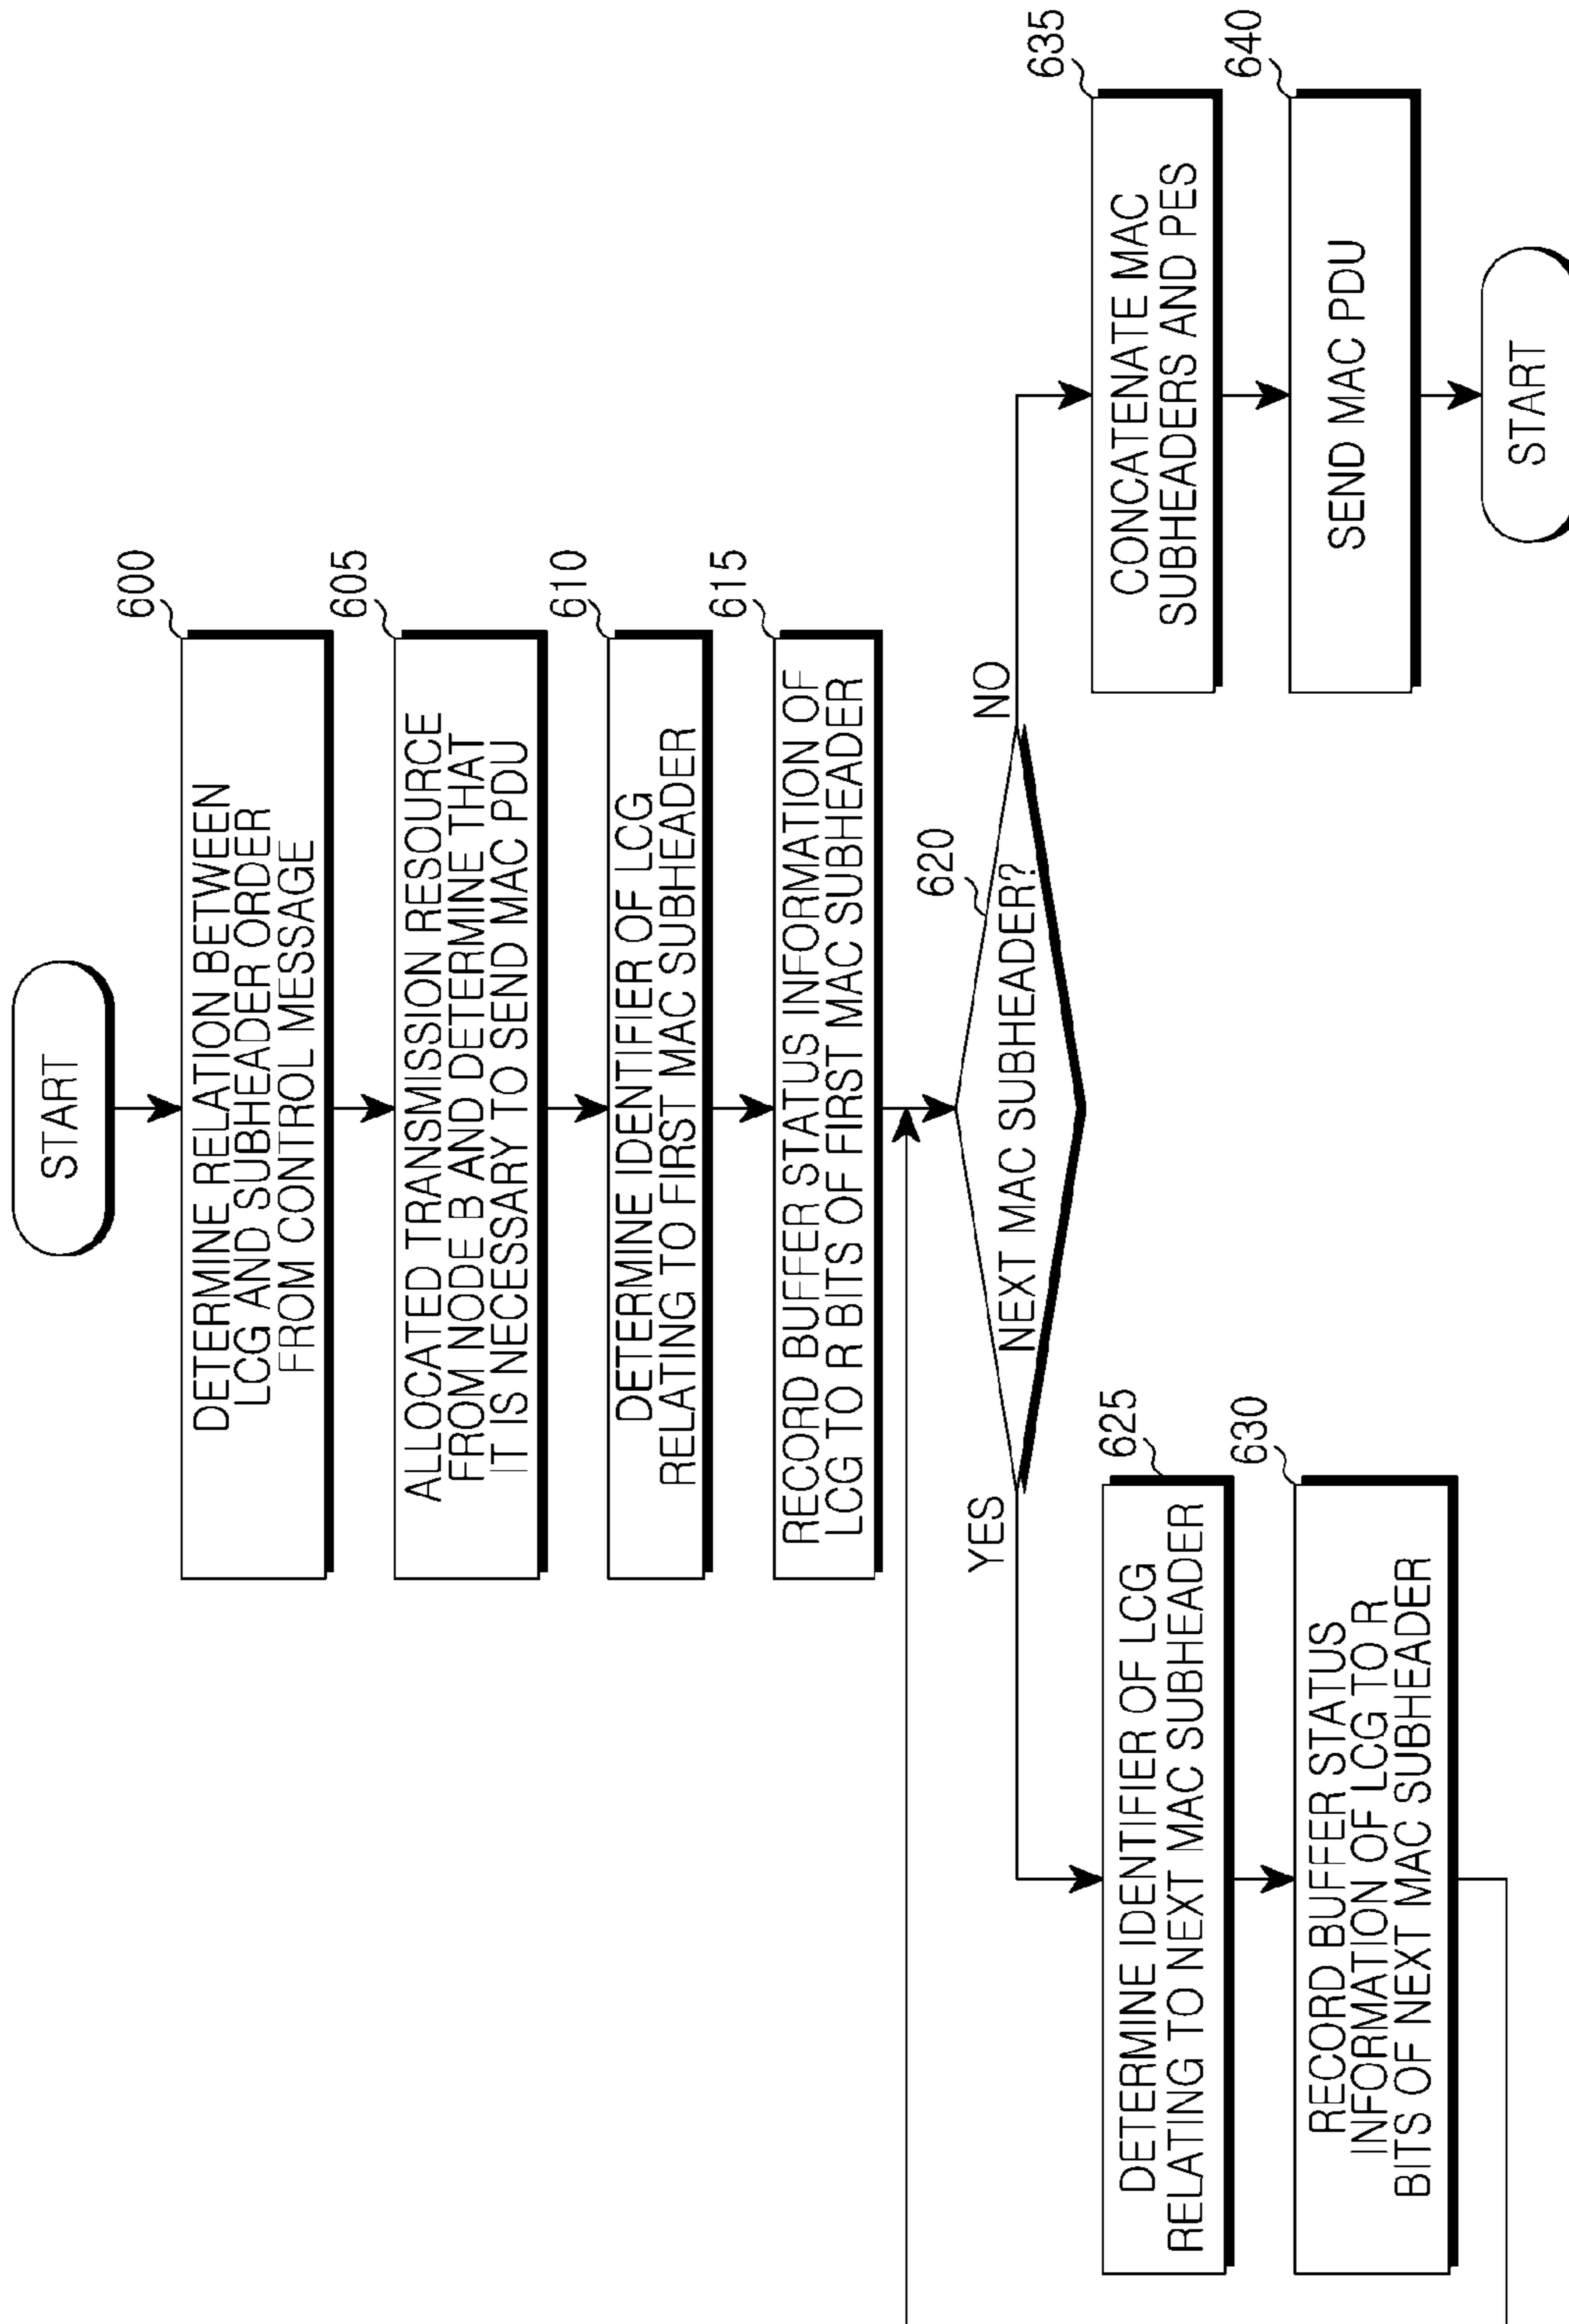 START
600
DETERMINE RELATION BETWEEN
LCG AND SUBHEADER ORDER
FROM CONTROL MESSAGE
605
ALLOCATED TRANSMISSION RESOURCE
FROM NODE B AND DETERMINE THAT
IT IS NECESSARY TO SEND MAC PDU
610
DETERMINE IDENTIFIER OF LCG
RELATING TO FIRST MAC SUBHEADER
615
RECORD BUFFER STATUS INFORMATION OF
LCG TO R BITS OF FIRST MAC SUBHEADER
620
NEXT MAC SUBHEADER?
YES
NO
625
DETERMINE IDENTIFIER OF LCG
RELATING TO NEXT MAC SUBHEADER
630
RECORD BUFFER STATUS
INFORMATION OF LCG TO R
BITS OF NEXT MAC SUBHEADER
635
CONCATENATE MAC
SUBHEADERS AND PES
640
SEND MAC PDU
START